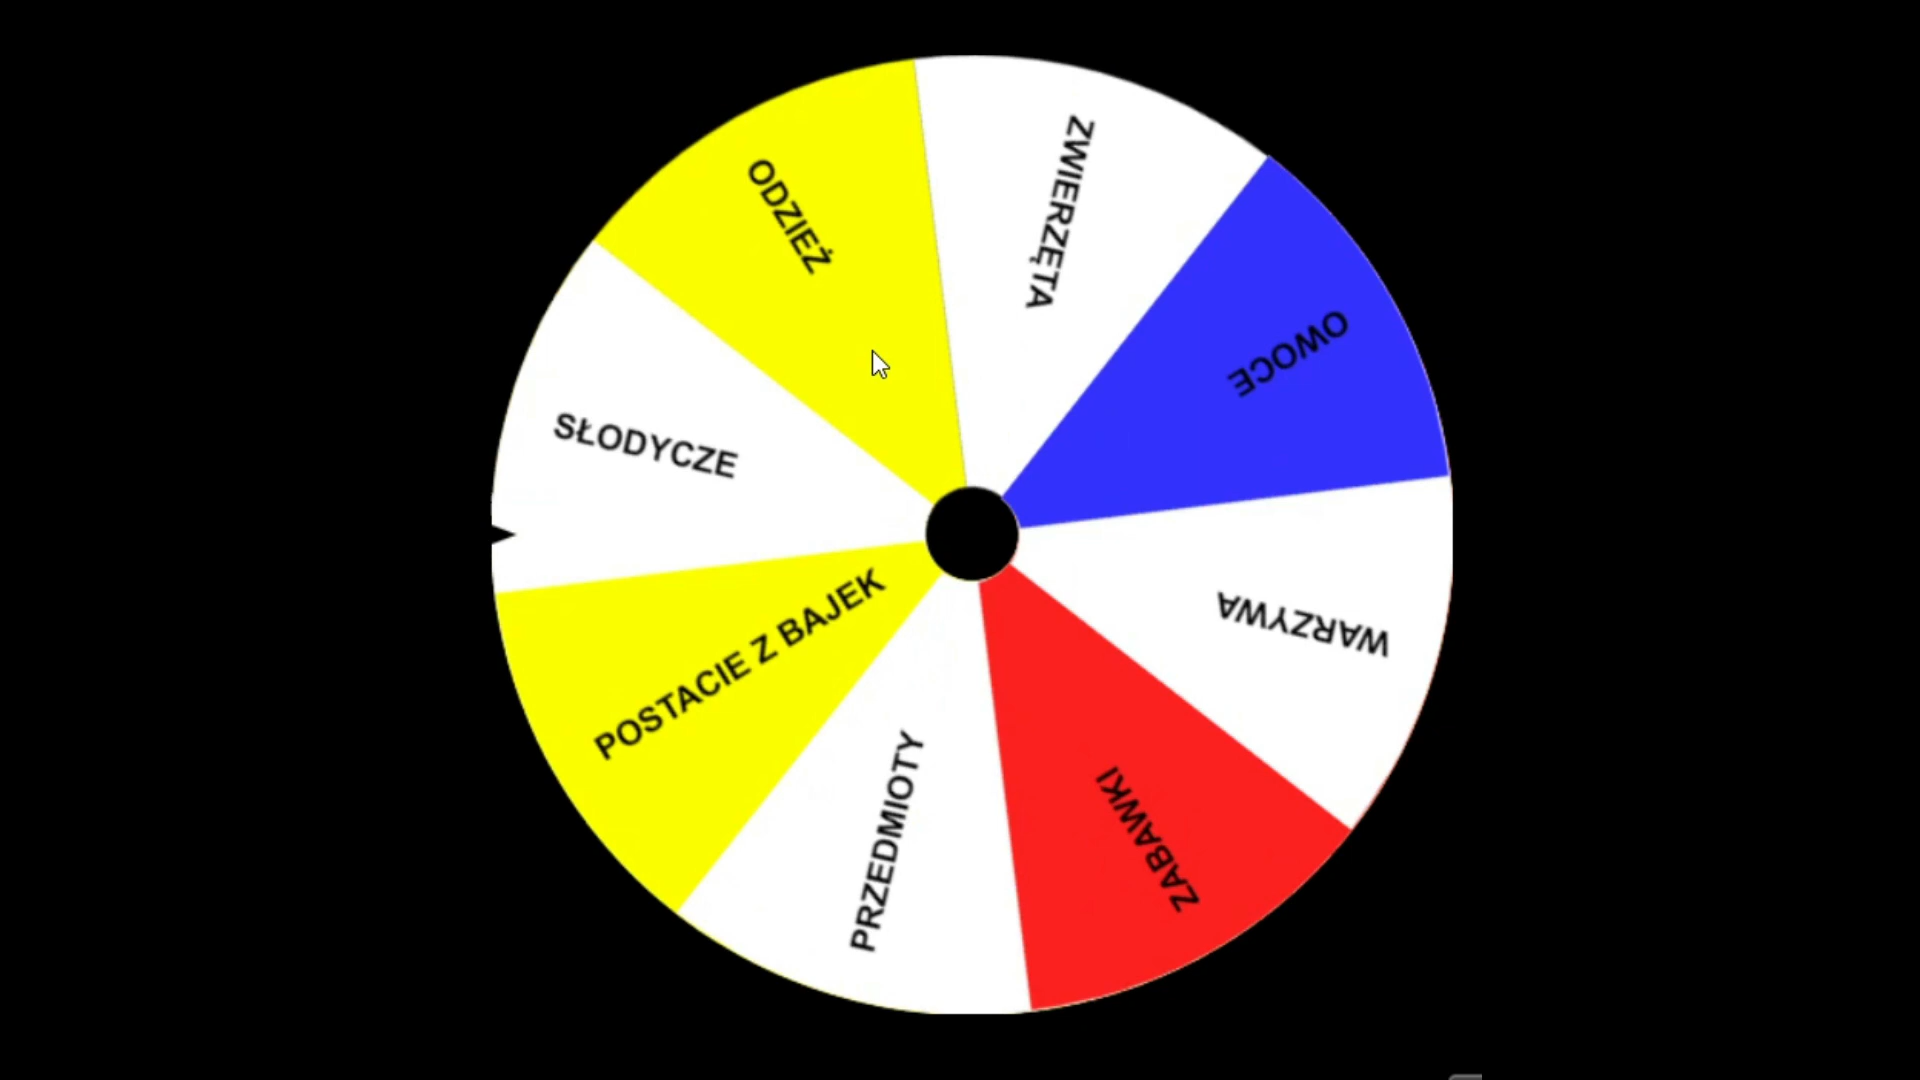 ZWIERZĘTA
ODZIEŻ
OWOCE
SŁODYCZE
WARZYWA
POSTACIE Z BAJEK
PRZEDMIOTY
ZABAWKI